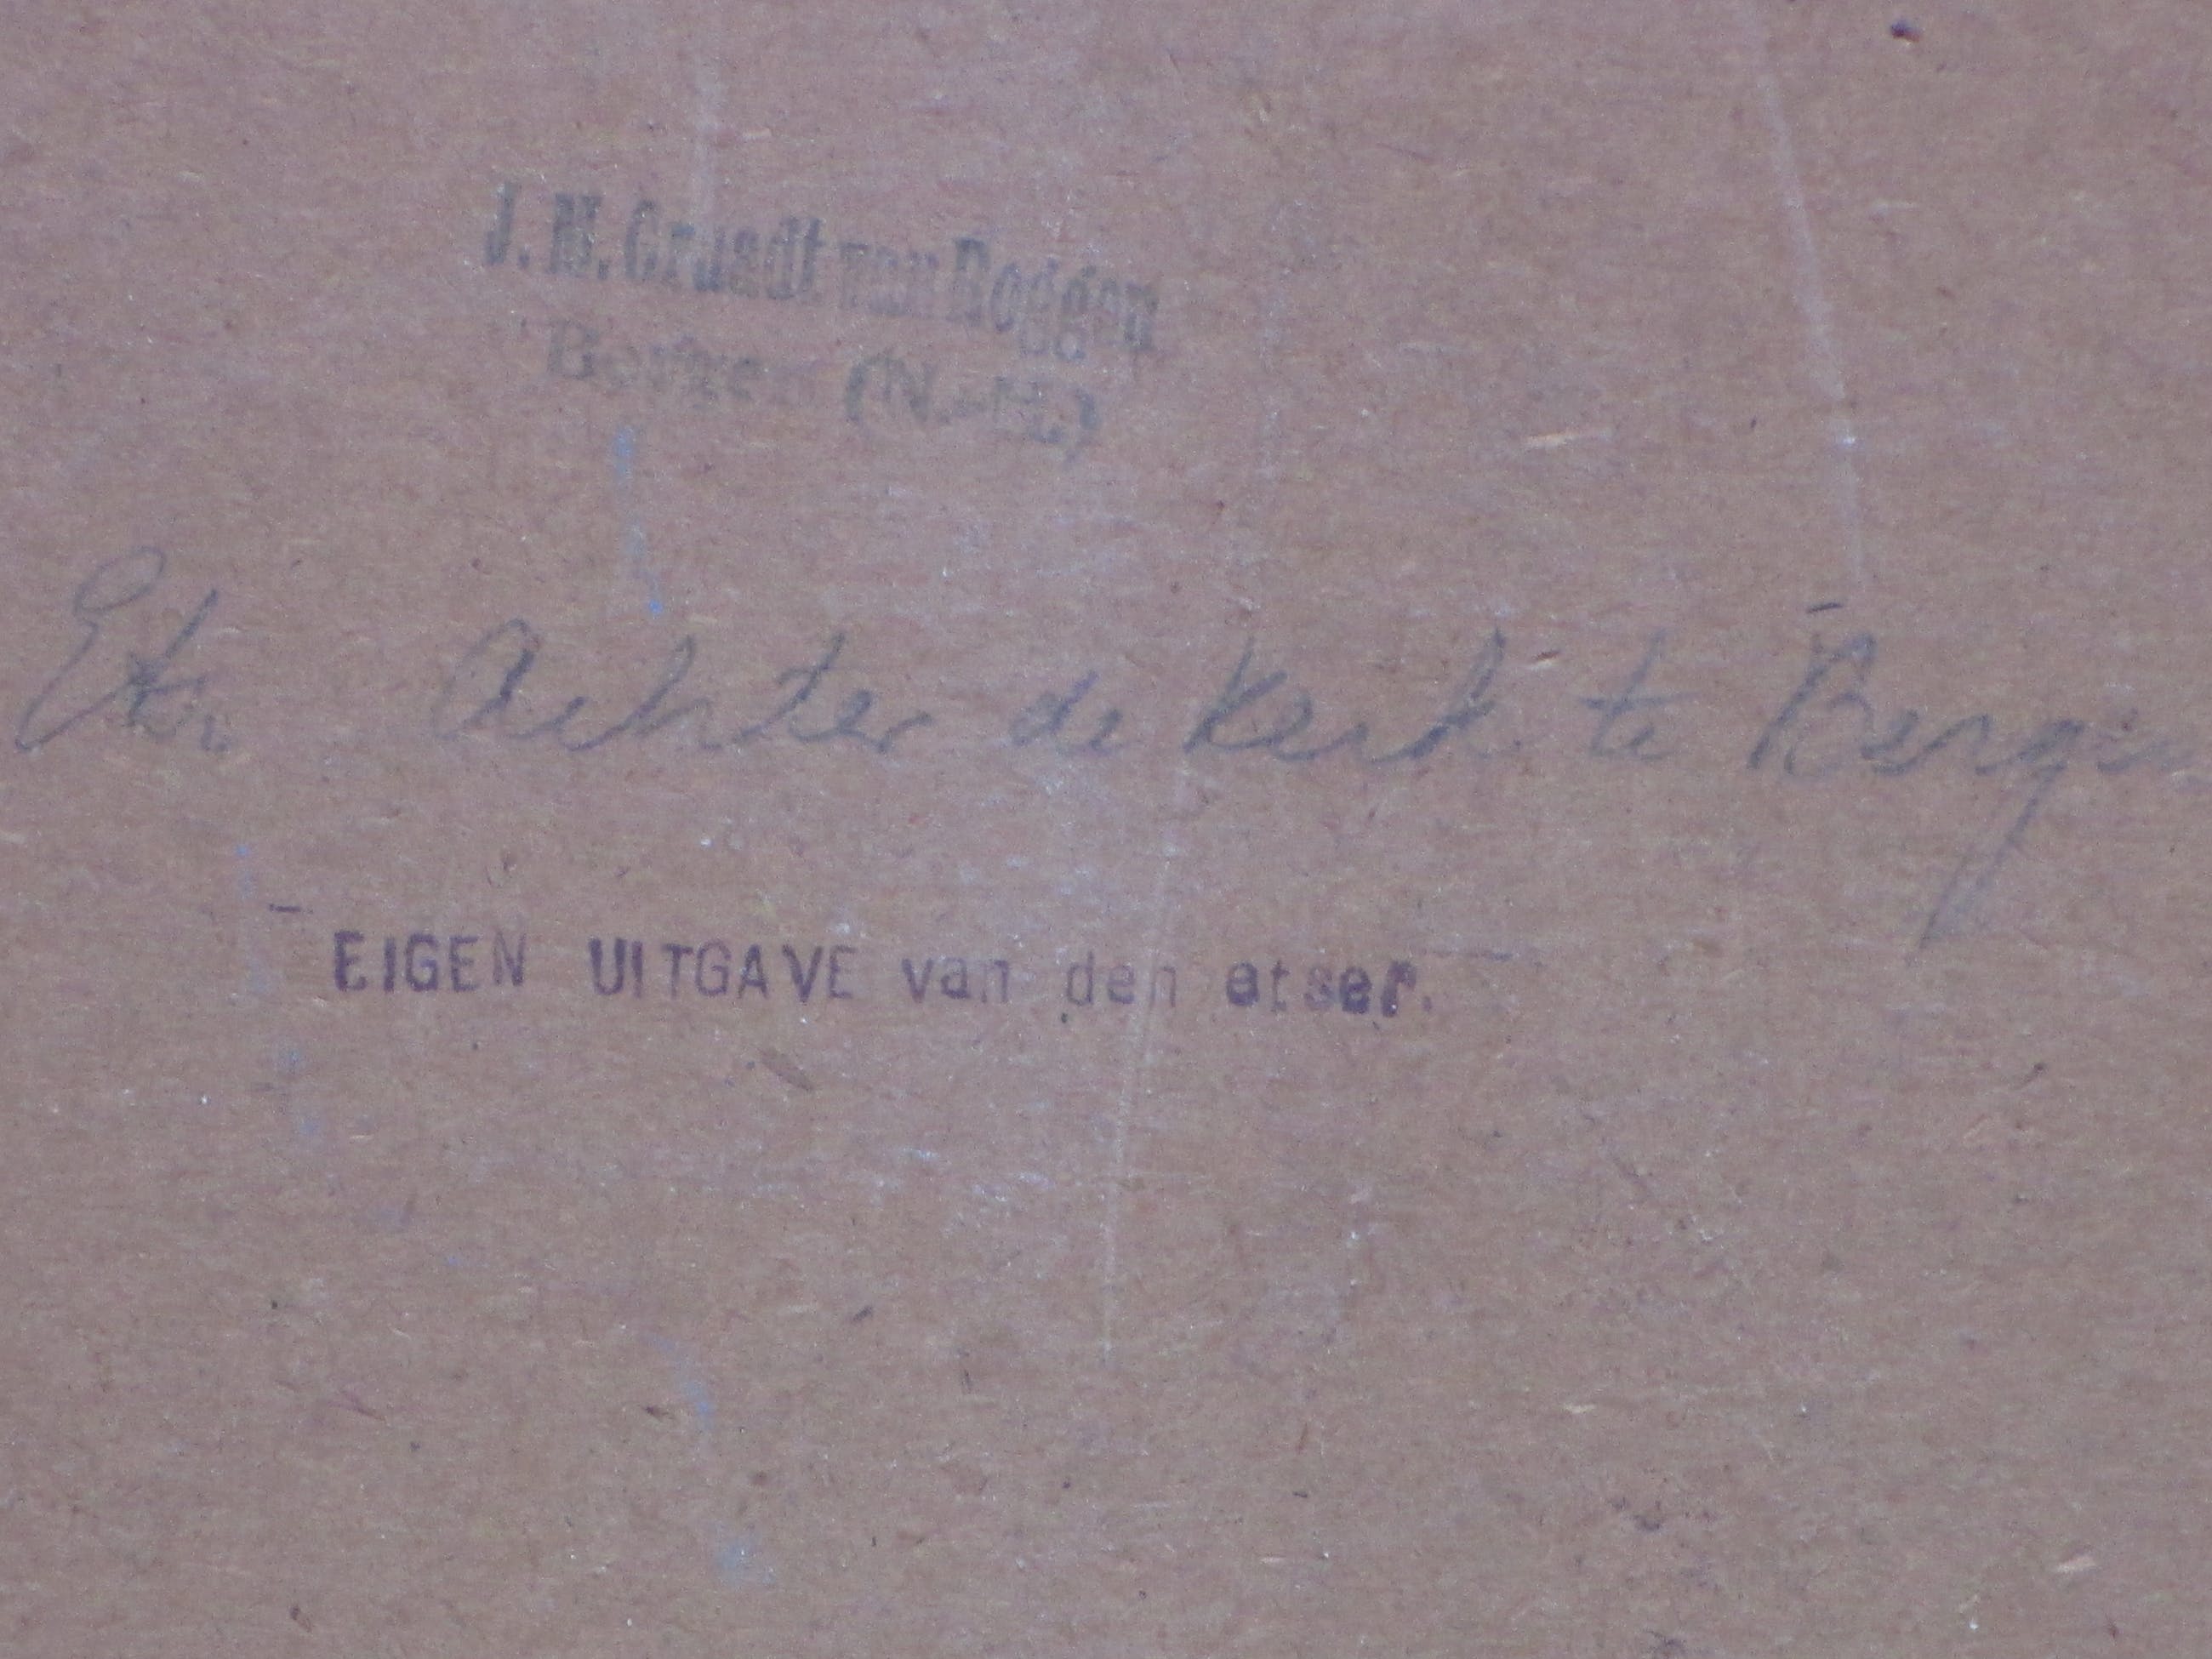 J. M. Graadt van Roggen
Bergen (N.-H.)
Ets. Achter de Kerk te Bergen
EIGEN UITGAVE van den etser.